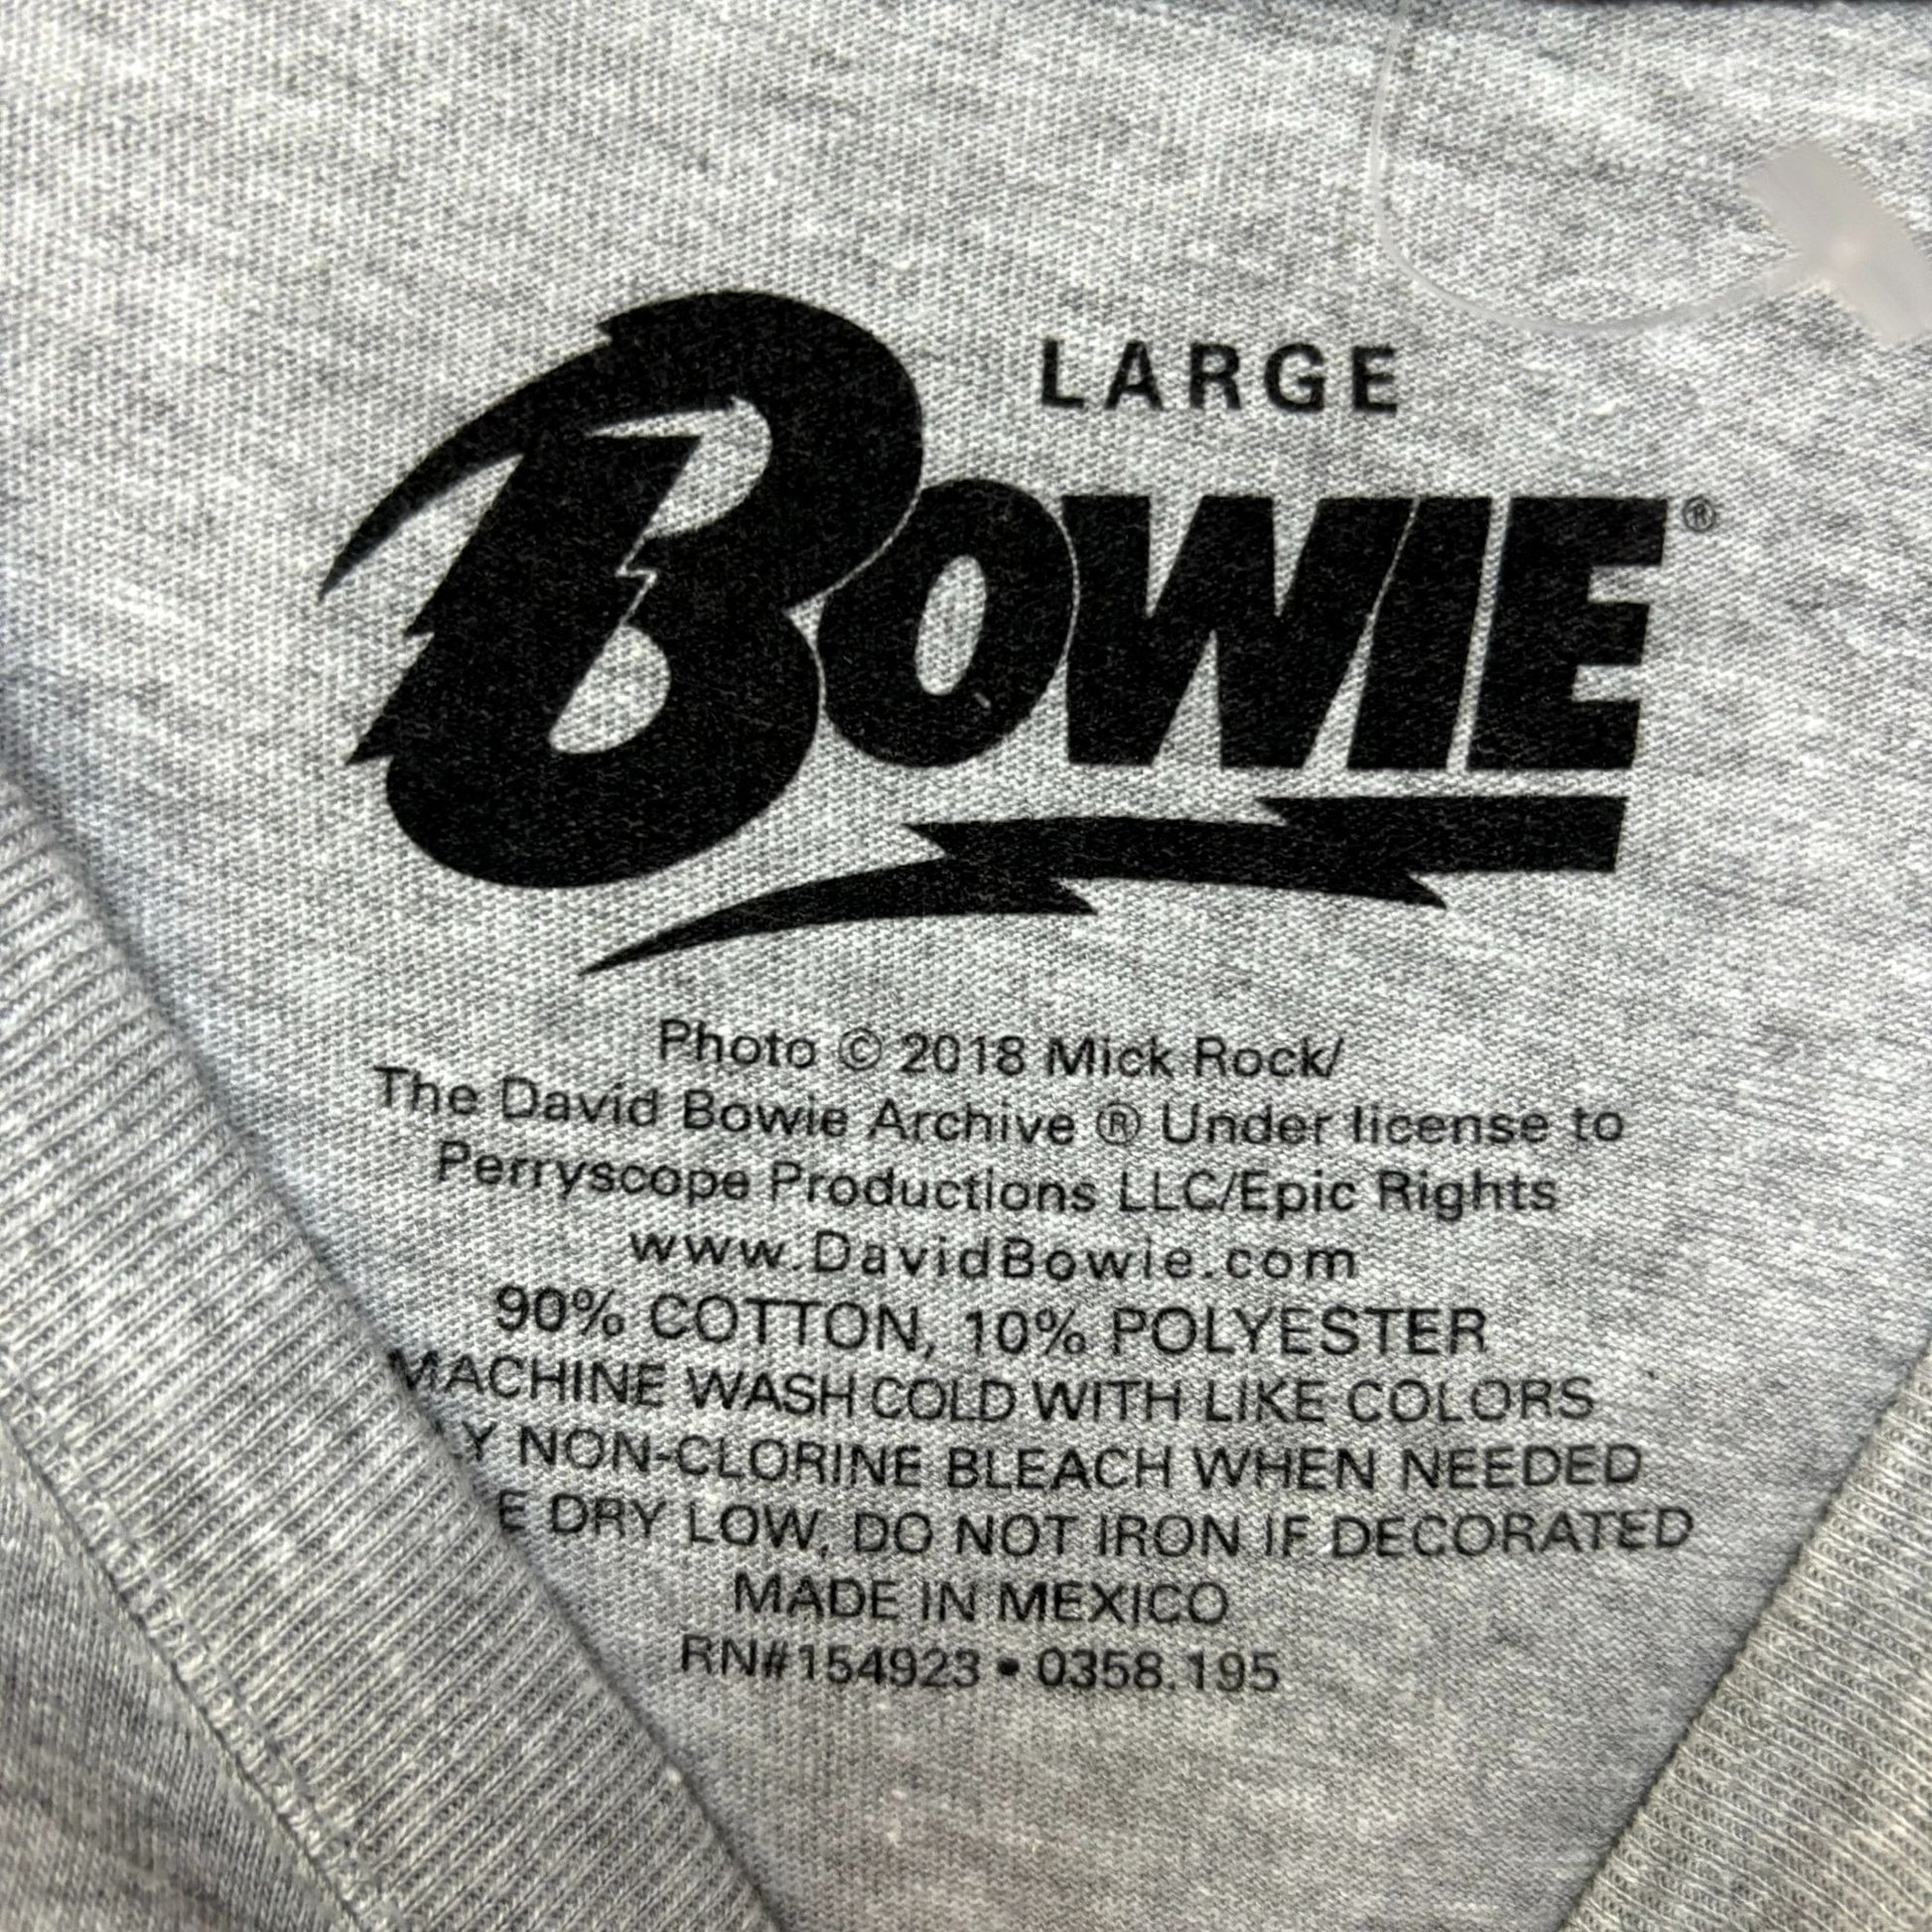 LARGE
BOWIE®
Photo © 2018 Mick Rock/
The David Bowie Archive ® Under license to
Perryscope Productions LLC/Epic Rights
www.DavidBowie.com
90% COTTON, 10% POLYESTER
MACHINE WASH COLD WITH LIKE COLORS
NON-CLORINE BLEACH WHEN NEEDED
DRY LOW, DO NOT IRON IF DECORATED
MADE IN MEXICO
RN#154923 • 0358.195